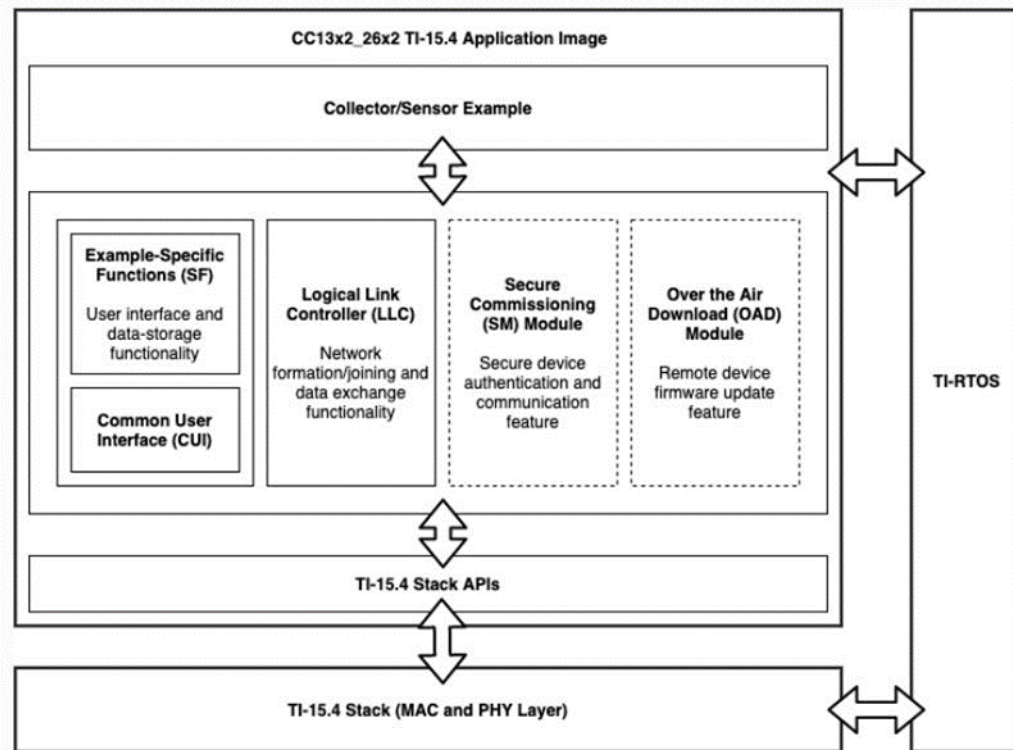 CC13x2_26x2 TI-15.4 Application Image
Collector/Sensor Example
Example-Specific
Functions (SF)
User interface and
data-storage
functionality
Common User
Interface (CUI)
Logical Link
Controller (LLC)
Network
formation/joining and
data exchange
functionality
Secure
Commissioning
(SM) Module
Secure device
authentication and
communication
feature
Over the Air
Download (OAD)
Module
Remote device
firmware update
feature
TI-RTOS
TI-15.4 Stack APIs
TI-15.4 Stack (MAC and PHY Layer)